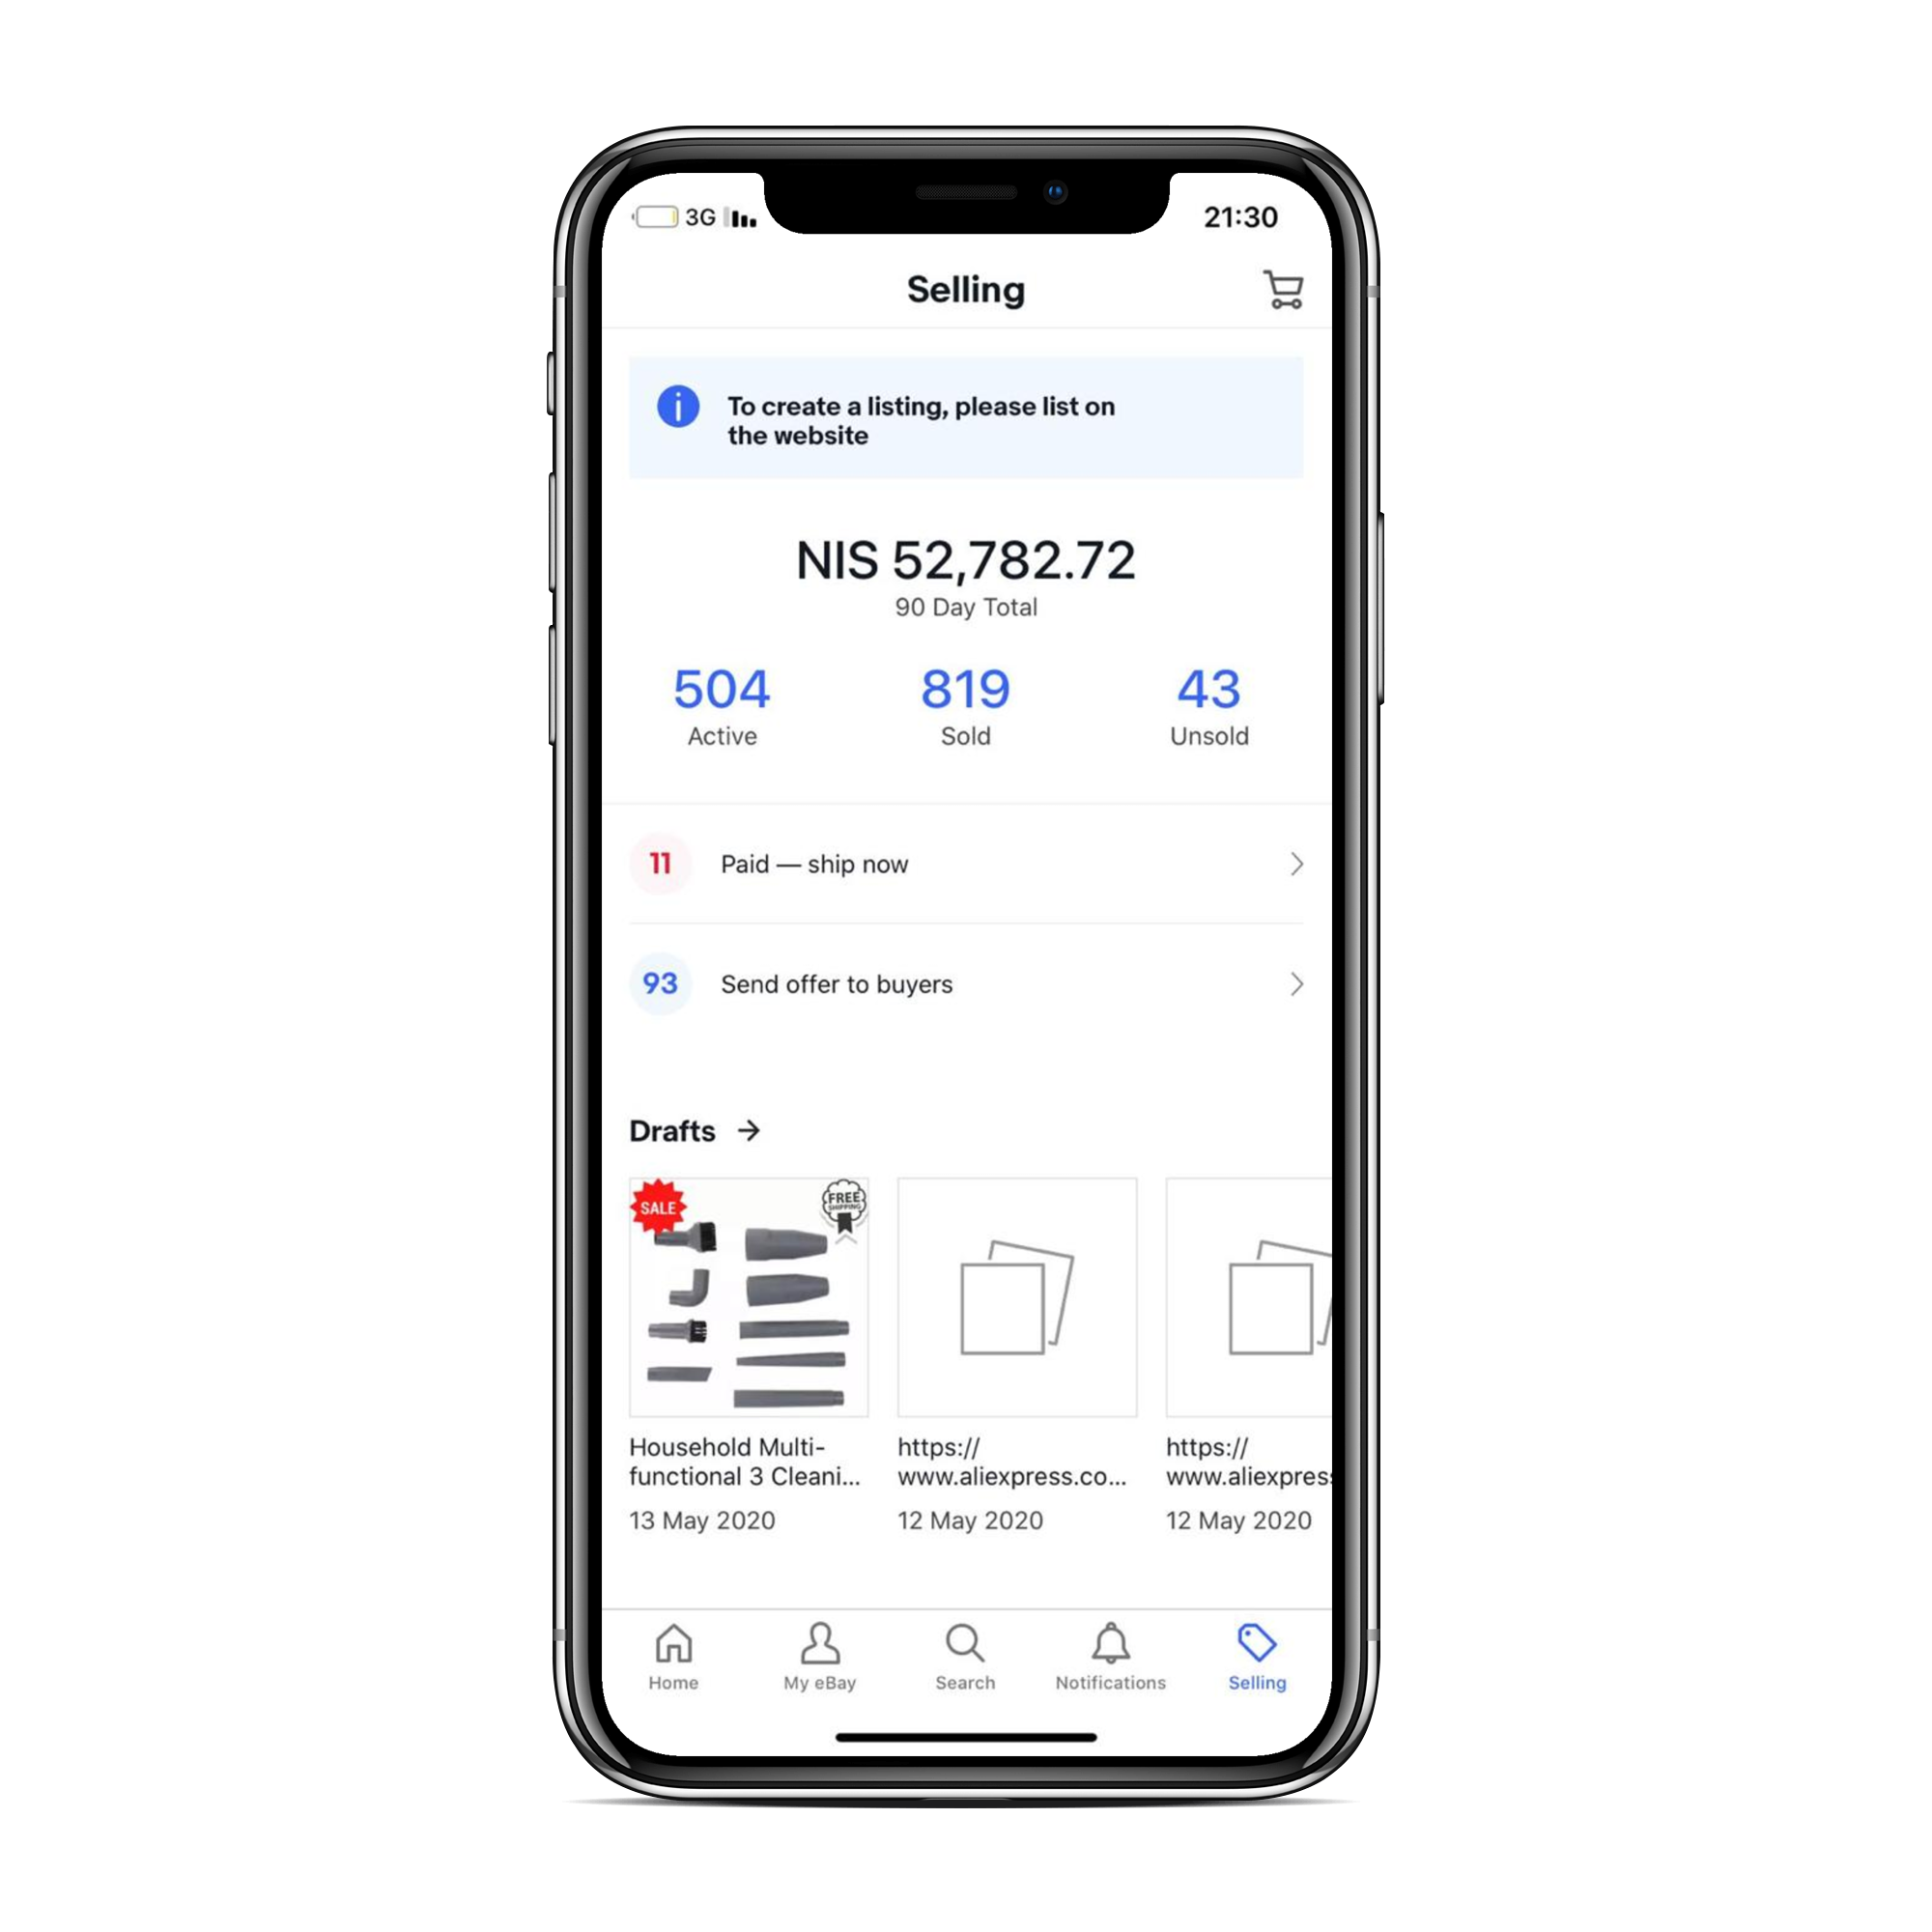 3G
21:30
Selling
To create a listing, please list on
the website
NIS 52,782.72
90 Day Total
504
819
43
Active
Sold
Unsold
11
Paid — ship now
93
Send offer to buyers
Drafts
SALE
FREE
SHIPPING
Household Multi-
functional 3 Cleani...
13 May 2020
https://
www.aliexpress.co...
12 May 2020
https://
www.aliexpres
12 May 2020
Home
My eBay
Search
Notifications
Selling